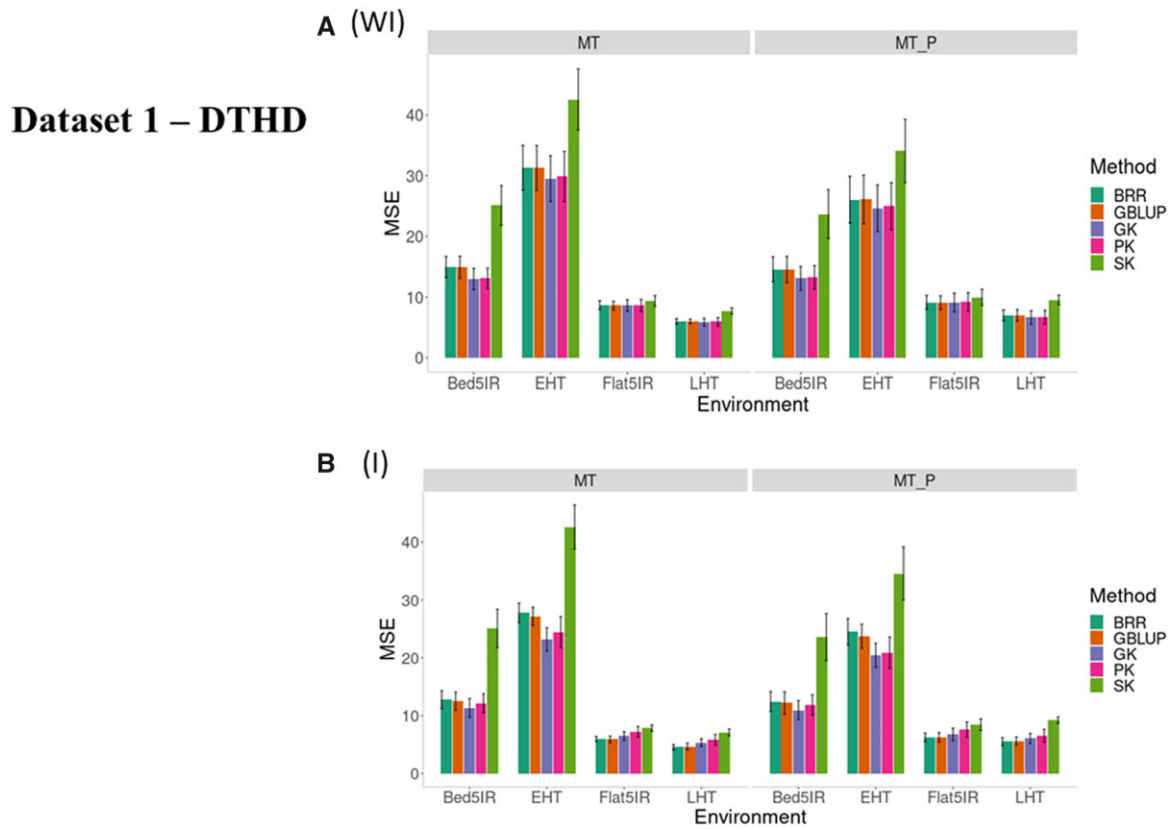 Dataset 1 – DTHD
A (WI)
MT MT_P
MSE
40
30
20
10
0
Bed5IR EHT Flat5IR LHT Bed5IR EHT Flat5IR LHT
Environment
Method
BRR
GBLUP
GK
PK
SK
B (I)
MT MT_P
MSE
40
30
20
10
0
Bed5IR EHT Flat5IR LHT Bed5IR EHT Flat5IR LHT
Environment
Method
BRR
GBLUP
GK
PK
SK